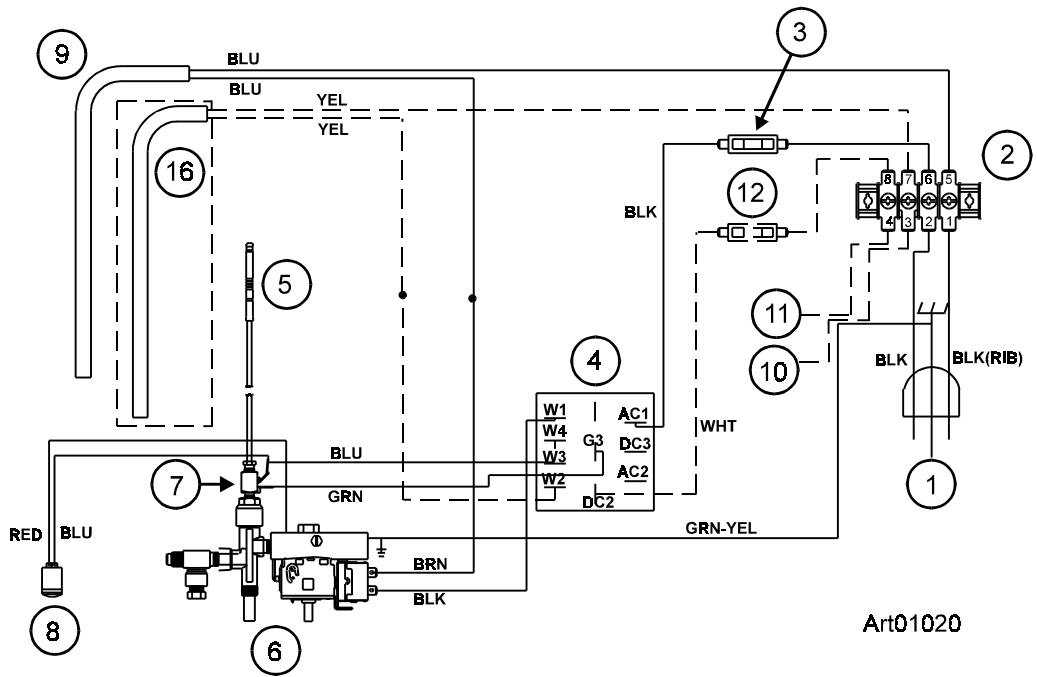 3
9
BLU
BLU
YEL
YEL
2
16
12
8 7 6 5
BLK
4 3 2 1
5
11
4
10
BLK
BLK(RIB)
W1
AC1
WHT
W4
G3
DC3
BLU
W3
AC2
7
W2
1
GRN
DC2
RED
BLU
GRN-YEL
BRN
BLK
8
6
Art01020